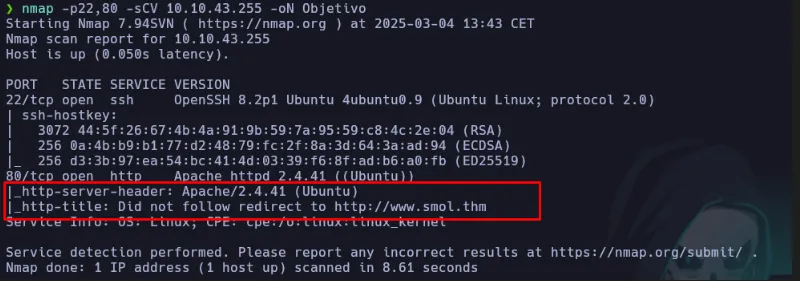 ❯ nmap -p22,80 -sCV 10.10.43.255 -oN Objetivo
Starting Nmap 7.94SVN ( https://nmap.org ) at 2025-03-04 13:43 CET
Nmap scan report for 10.10.43.255
Host is up (0.050s latency).
PORT   STATE SERVICE VERSION
22/tcp open  ssh     OpenSSH 8.2p1 Ubuntu 4ubuntu0.9 (Ubuntu Linux; protocol 2.0)
| ssh-hostkey:
|   3072 44:5f:26:67:4b:4a:91:9b:59:7a:95:59:c8:4c:2e:04 (RSA)
|   256 0a:4b:b9:b1:77:d2:48:79:fc:2f:8a:3d:64:3a:ad:94 (ECDSA)
|_  256 d3:3b:97:ea:54:bc:41:4d:03:39:f6:8f:ad:b6:a0:fb (ED25519)
80/tcp open  http    Apache httpd 2.4.41 ((Ubuntu))
|_http-server-header: Apache/2.4.41 (Ubuntu)
|_http-title: Did not follow redirect to http://www.smol.thm
Service Info: OS: Linux; CPE: cpe:/o:linux:linux_kernel
Service detection performed. Please report any incorrect results at https://nmap.org/submit/ .
Nmap done: 1 IP address (1 host up) scanned in 8.61 seconds